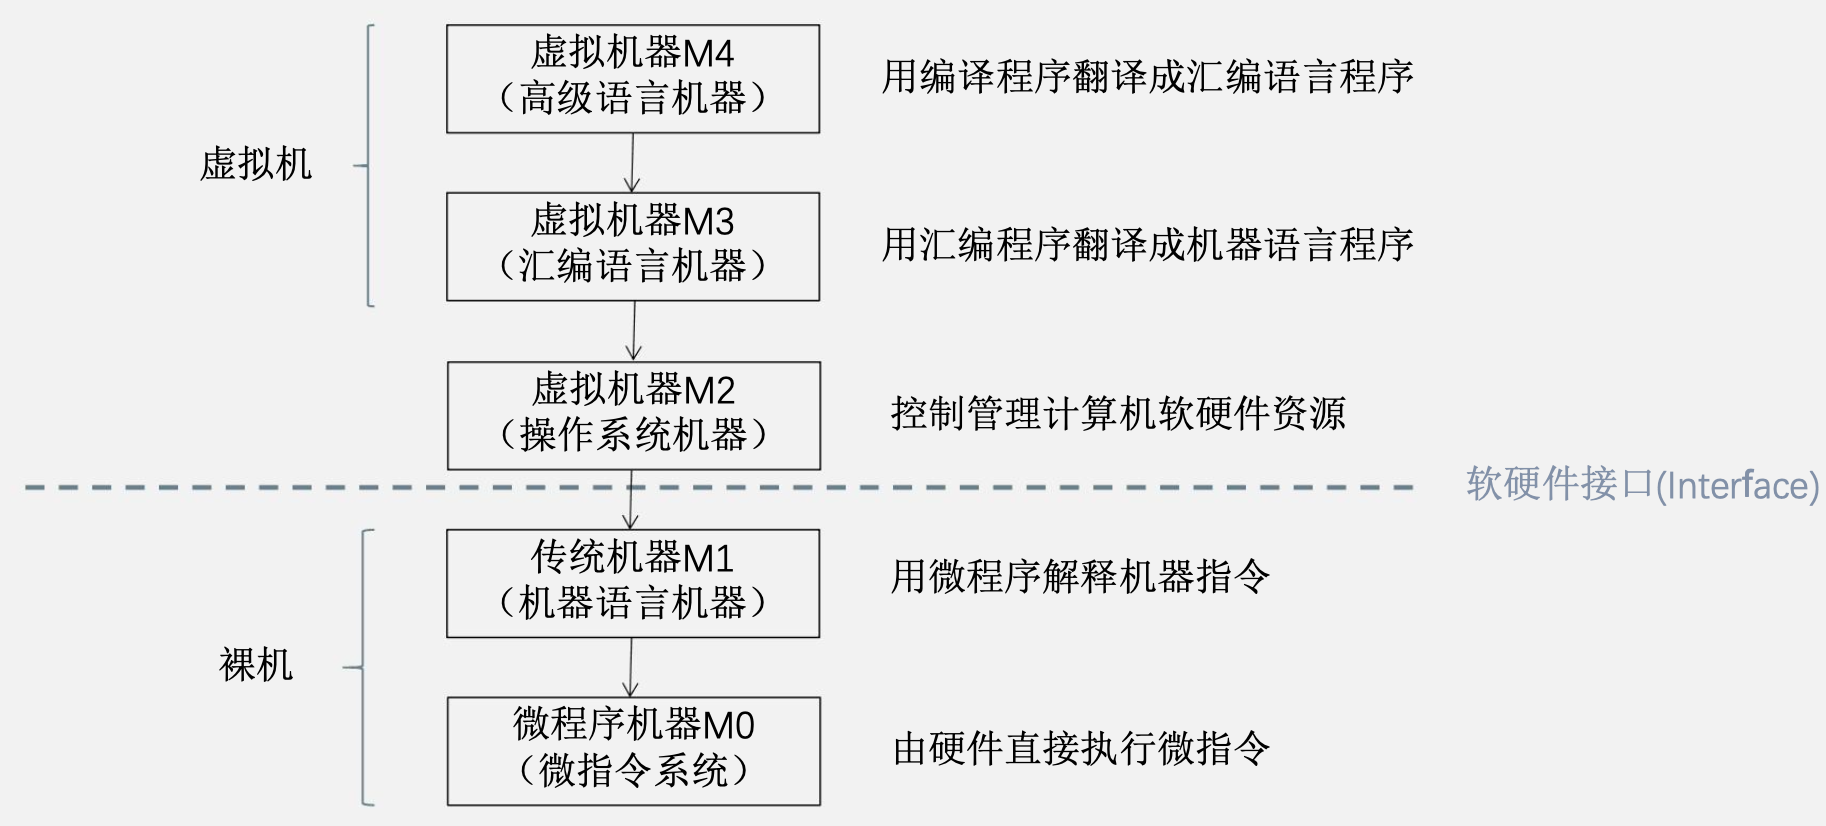 虚拟机器M4
（高级语言机器）
用编译程序翻译成汇编语言程序
虚拟机
虚拟机器M3
（汇编语言机器）
用汇编程序翻译成机器语言程序
虚拟机器M2
（操作系统机器）
控制管理计算机软硬件资源
软硬件接口(Interface)
传统机器M1
（机器语言机器）
用微程序解释机器指令
裸机
微程序机器M0
（微指令系统）
由硬件直接执行微指令